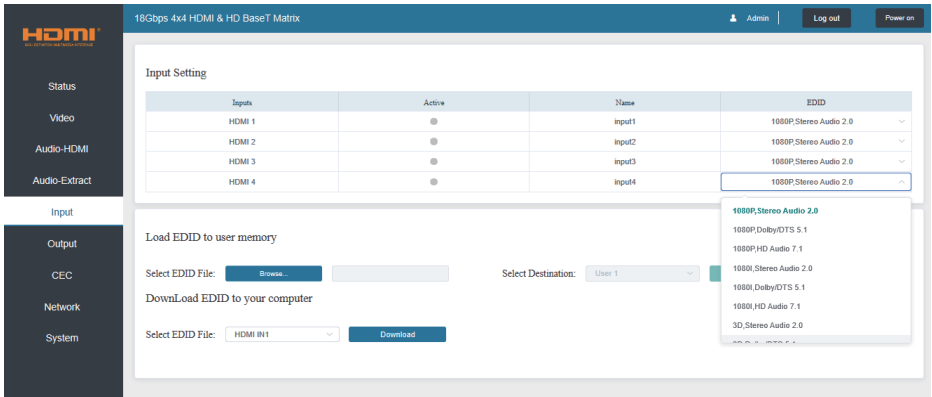 18Gbps 4x4 HDMI & HD BaseT Matrix
Admin
Log out
Power on
HDMI
Status
Video
Audio-HDMI
Audio-Extract
Input
Output
CEC
Network
System
Input Setting
Inputs Active Name EDID
HDMI 1 input1 1080P,Stereo Audio 2.0
HDMI 2 input2 1080P,Stereo Audio 2.0
HDMI 3 input3 1080P,Stereo Audio 2.0
HDMI 4 input4 1080P,Stereo Audio 2.0
1080P,Stereo Audio 2.0
1080P,Dolby/DTS 5.1
1080P,HD Audio 7.1
1080I,Stereo Audio 2.0
1080I,Dolby/DTS 5.1
1080I,HD Audio 7.1
3D,Stereo Audio 2.0
Load EDID to user memory
Select EDID File: Browse... Select Destination: User 1
DownLoad EDID to your computer
Select EDID File: HDMI IN1 Download